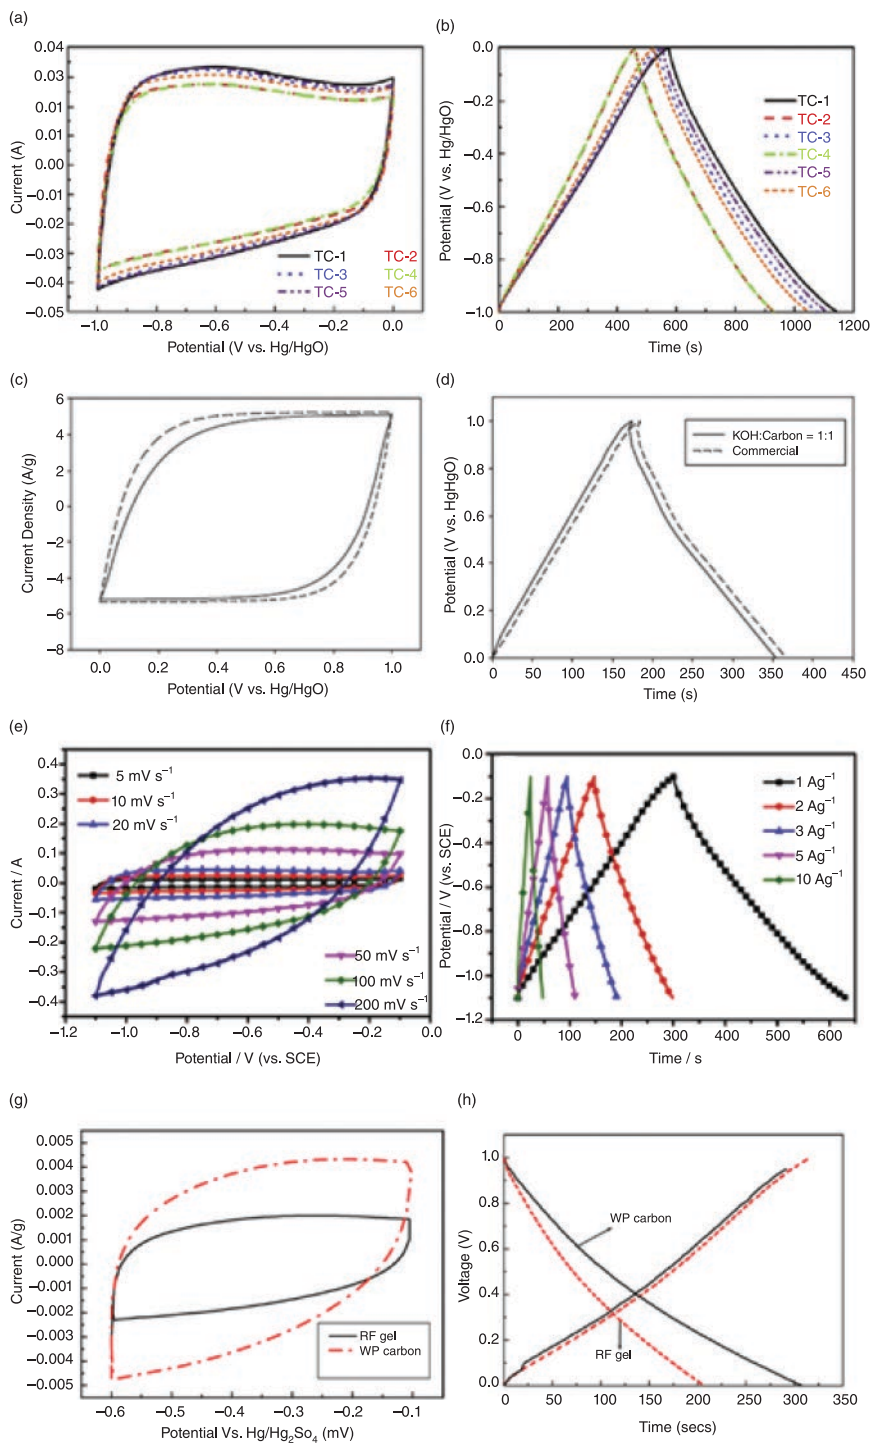 (a)
0.04
0.03
0.01
0.01
0.00
−0.01
−0.02
−0.03
−0.04
−0.05
Current (A)
TC-1 TC-2
TC-3 TC-4
TC-5 TC-6
−1.0 −0.8 −0.6 −0.4 −0.2 0.0
Potential (V vs. Hg/HgO)
(b)
0.0
−0.2
−0.4
−0.6
−0.8
−1.0
Potential (V vs. Hg/HgO)
TC-1
TC-2
TC-3
TC-4
TC-5
TC-6
0 200 400 600 800 1000 1200
Time (s)
(c)
6
4
2
0
−2
−4
−6
−8
Current Density (A/g)
0.0 0.2 0.4 0.6 0.8 1.0
Potential (V vs. Hg/HgO)
(d)
1.0
0.8
0.6
0.4
0.2
0.0
Potential (V vs. HgHgO)
KOH:Carbon = 1:1
Commercial
0 50 100 150 200 250 300 350 400 450
Time (s)
(e)
0.4
0.3
0.2
0.1
0.0
−0.1
−0.2
−0.3
−0.4
Current / A
5 mV s⁻¹
10 mV s⁻¹
20 mV s⁻¹
50 mV s⁻¹
100 mV s⁻¹
200 mV s⁻¹
−1.2 −1.0 −0.8 −0.6 −0.4 −0.2 0.0
Potential / V (vs. SCE)
(f)
−0.0
−0.2
−0.4
−0.6
−0.8
−1.0
−1.2
Potential / V (vs. SCE)
1 Ag⁻¹
2 Ag⁻¹
3 Ag⁻¹
5 Ag⁻¹
10 Ag⁻¹
0 100 200 300 400 500 600
Time / s
(g)
0.005
0.004
0.003
0.002
0.001
0.000
−0.001
−0.002
−0.003
−0.004
−0.005
Current (A/g)
RF gel
WP carbon
−0.6 −0.5 −0.4 −0.3 −0.2 −0.1
Potential Vs. Hg/Hg₂So₄ (mV)
(h)
1.0
0.8
0.6
0.4
0.2
0.0
Voltage (V)
WP carbon
RF gel
0 50 100 150 200 250 300 350
Time (secs)